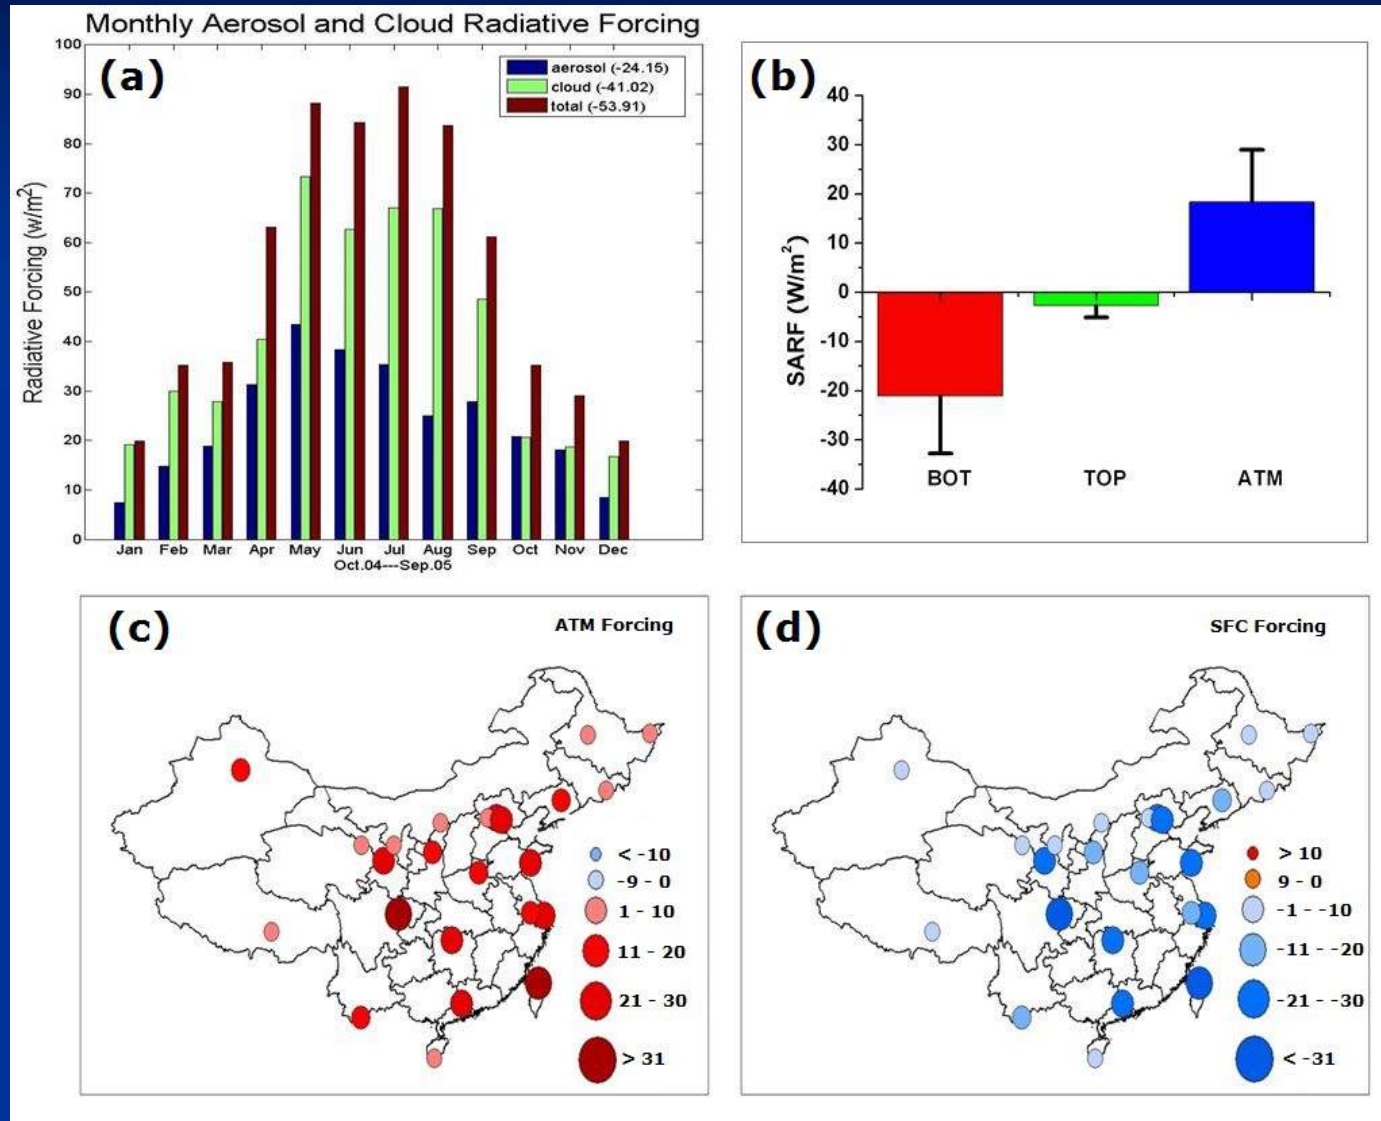 Monthly Aerosol and Cloud Radiative Forcing
(a)
aerosol (-24.15)
cloud (-41.02)
total (-53.91)
Radiative Forcing (w/m²)
100
90
80
70
60
50
40
30
20
10
0
Jan Feb Mar Apr May Jun Jul Aug Sep Oct Nov Dec
Oct.04---Sep.05
(b)
SARF (W/m²)
40
30
20
10
0
-10
-20
-30
-40
BOT TOP ATM
(c)
ATM Forcing
< -10
-9 - 0
1 - 10
11 - 20
21 - 30
> 31
(d)
SFC Forcing
> 10
9 - 0
-1 - -10
-11 - -20
-21 - -30
< -31